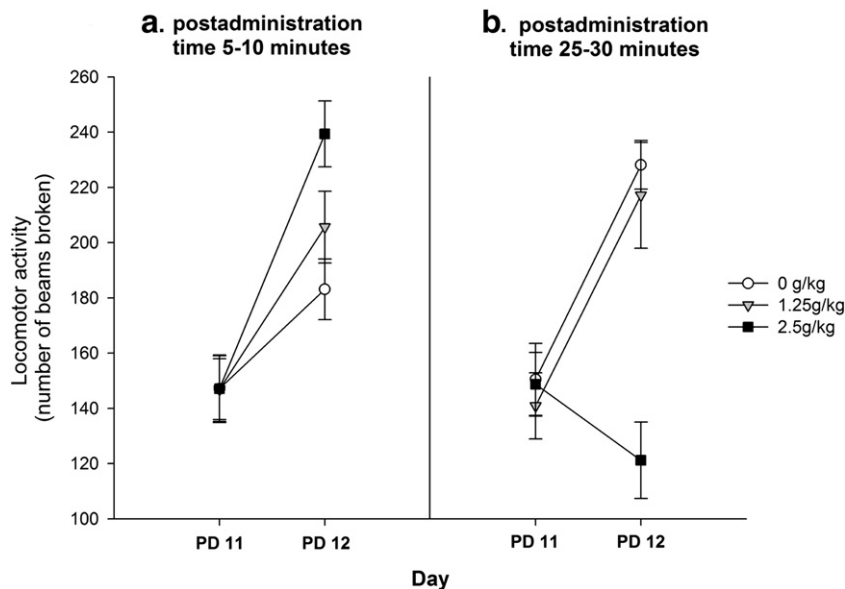 a. postadministration
time 5-10 minutes
b. postadministration
time 25-30 minutes
Locomotor activity
(number of beams broken)
260
240
220
200
180
160
140
120
100
PD 11
PD 12
PD 11
PD 12
Day
0 g/kg
1.25g/kg
2.5g/kg